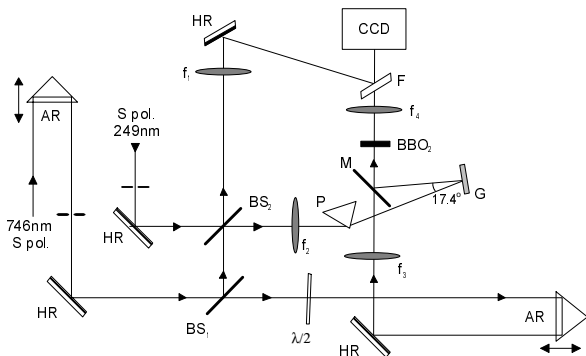 HR
CCD
f₁
F
AR
S pol.
249nm
f₄
BBO₂
M
G
17.4°
P
BS₂
746nm
S pol.
HR
f₂
f₃
HR
BS₁
λ/2
HR
AR